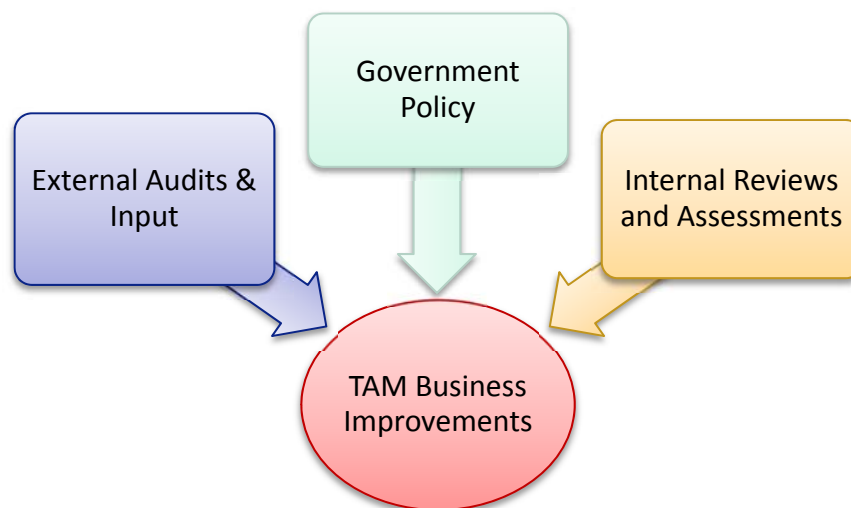 Government
Policy
External Audits &
Input
Internal Reviews
and Assessments
TAM Business
Improvements